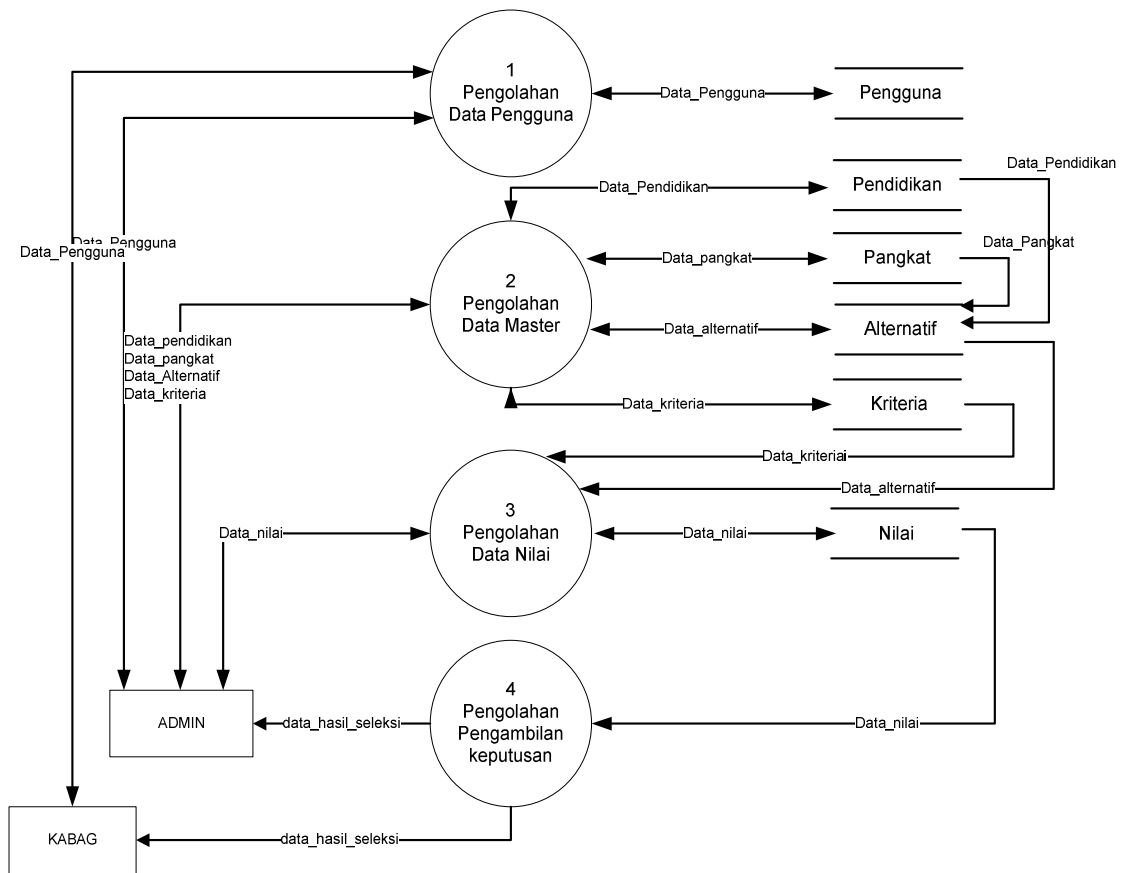 1
Pengolahan
Data Pengguna
Data_Pengguna
Pengguna
Data_Pendidikan
Data_Pendidikan
Pendidikan
Data_Pengguna
Data_Pengguna
Data_pangkat
Pangkat
Data_Pangkat
2
Pengolahan
Data Master
Data_alternatif
Alternatif
Data_pendidikan
Data_pangkat
Data_Alternatif
Data_kriteria
Data_kriteria
Kriteria
Data_kriteriai
Data_alternatif
3
Pengolahan
Data Nilai
Data_nilai
Data_nilai
Nilai
4
Pengolahan
Pengambilan
keputusan
ADMIN
data_hasil_seleksi
Data_nilai
KABAG
data_hasil_seleksi